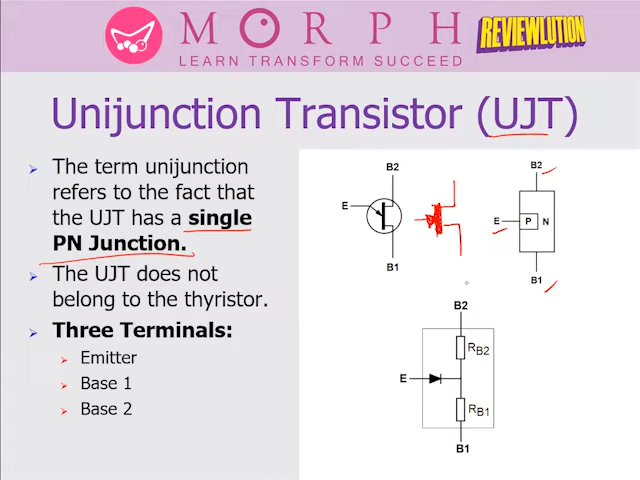 MORPH
LEARN TRANSFORM SUCCEED
REVIEWLUTION
Unijunction Transistor (UJT)
The term unijunction
refers to the fact that
the UJT has a single
PN Junction.
The UJT does not
belong to the thyristor.
Three Terminals:
Emitter
Base 1
Base 2
B2
E
B1
B2
E
P N
B1
B2
RB2
E
RB1
B1